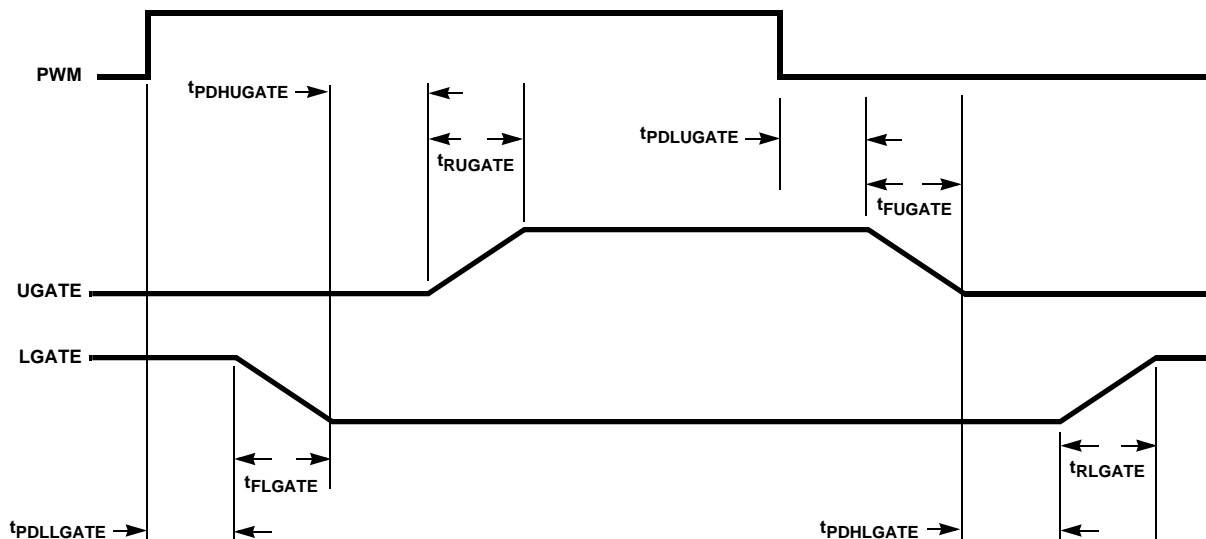 PWM
tPDHUGATE
tPDLUGATE
tRUGATE
tFUGATE
UGATE
LGATE
tRLGATE
tFLGATE
tPDLLGATE
tPDHLGATE